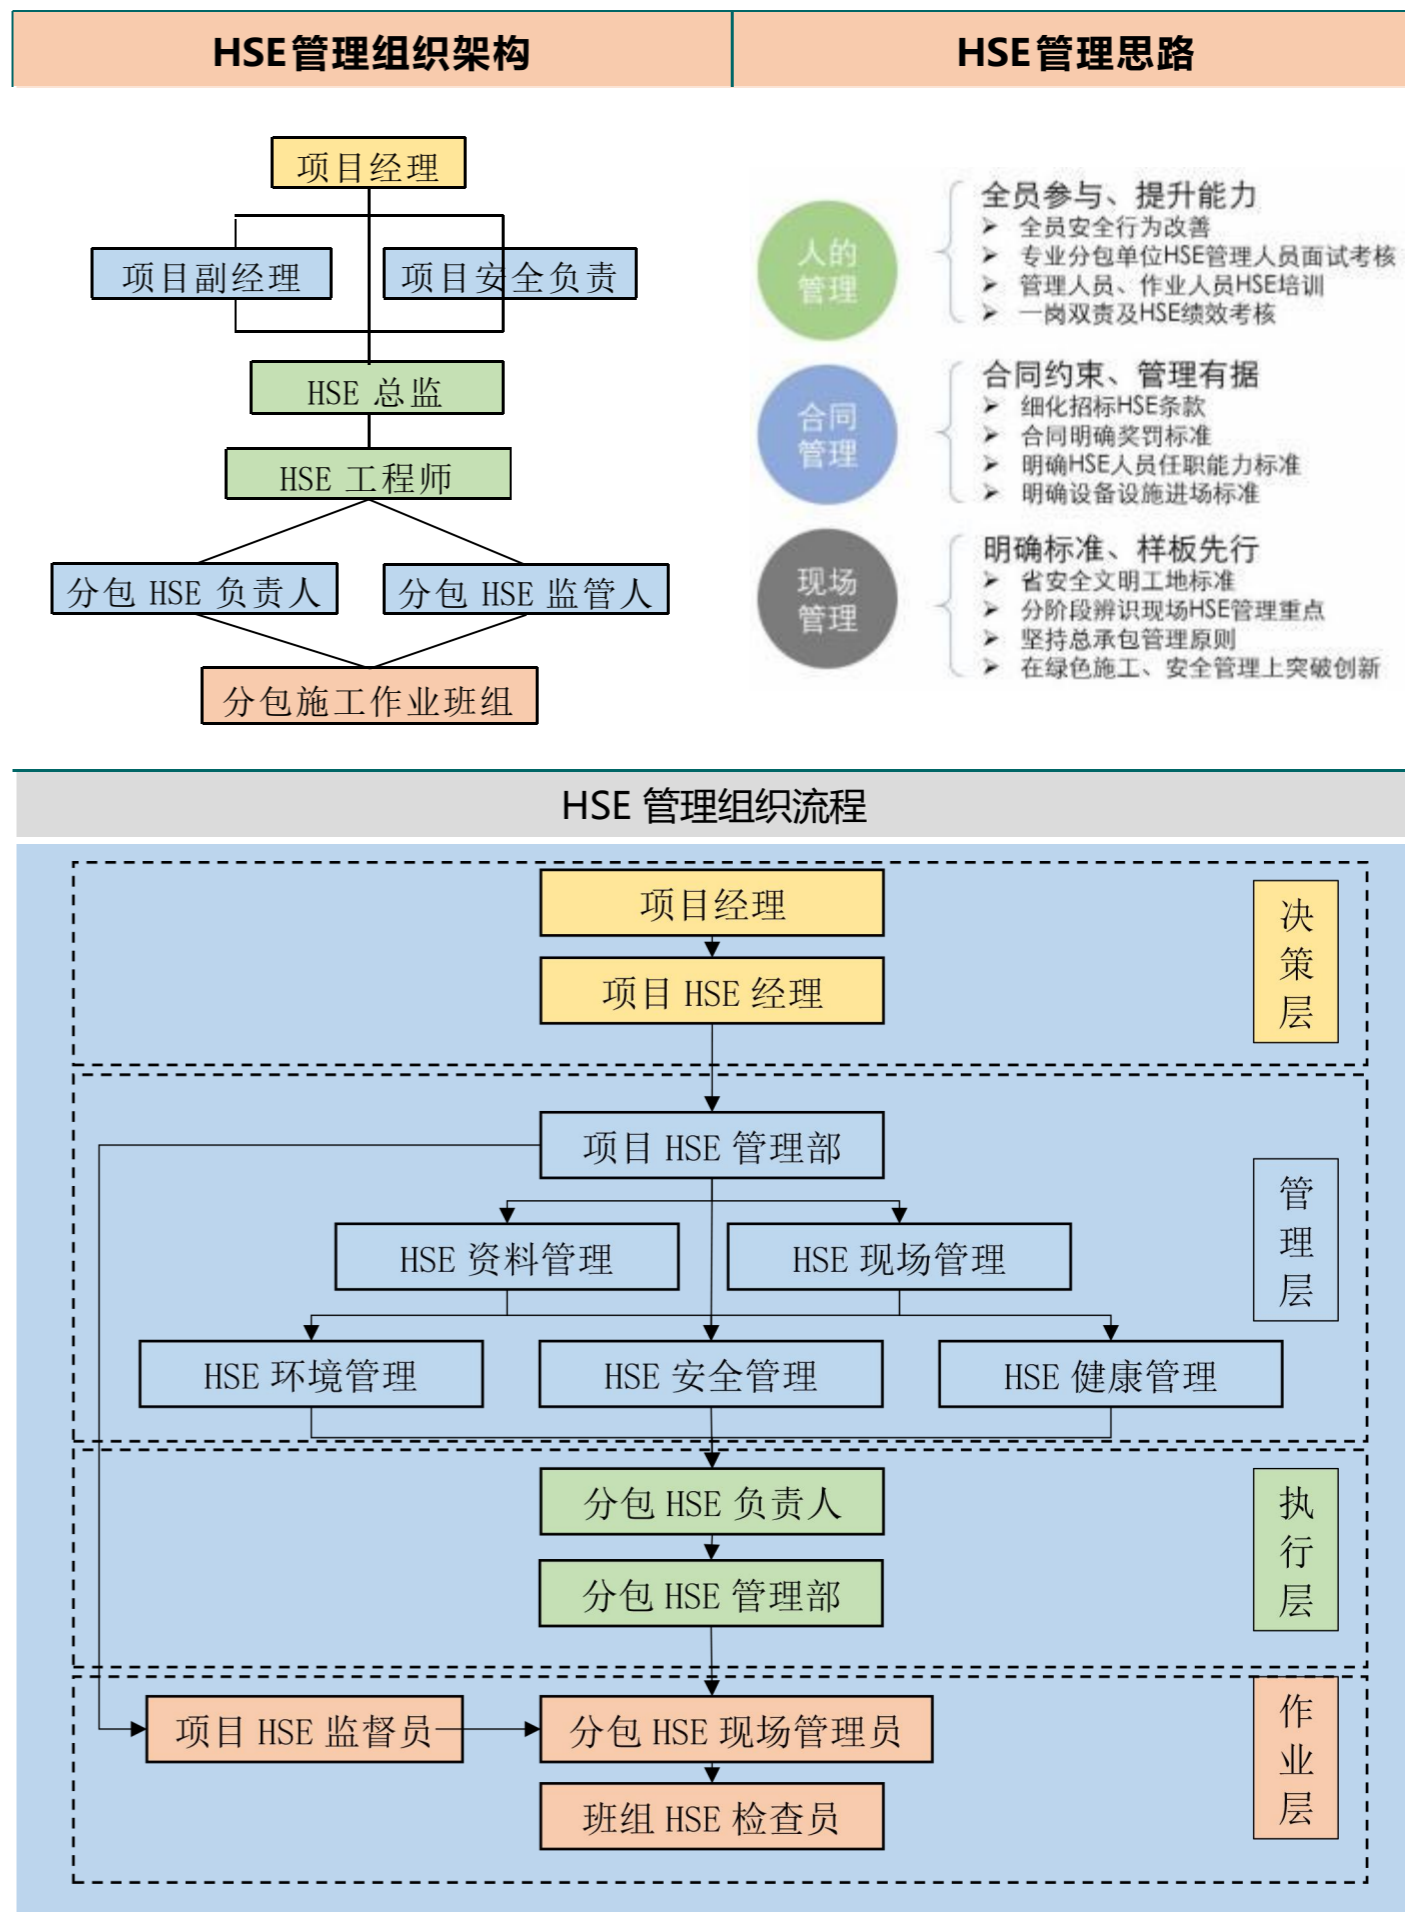 HSE管理组织架构
HSE管理思路
项目经理
项目副经理
项目安全负责
HSE 总监
HSE 工程师
分包 HSE 负责人
分包 HSE 监管人
分包施工作业班组
人的
管理
全员参与、提升能力
➤ 全员安全行为改善
➤ 专业分包单位HSE管理人员面试考核
➤ 管理人员、作业人员HSE培训
➤ 一岗双责及HSE绩效考核
合同
管理
合同约束、管理有据
➤ 细化招标HSE条款
➤ 合同明确奖罚标准
➤ 明确HSE人员任职能力标准
➤ 明确设备设施进场标准
现场
管理
明确标准、样板先行
➤ 省安全文明工地标准
➤ 分阶段辨识现场HSE管理重点
➤ 坚持总承包管理原则
➤ 在绿色施工、安全管理上突破创新
HSE 管理组织流程
项目经理
项目 HSE 经理
决策层
项目 HSE 管理部
HSE 资料管理
HSE 现场管理
HSE 环境管理
HSE 安全管理
HSE 健康管理
管理层
分包 HSE 负责人
分包 HSE 管理部
执行层
项目 HSE 监督员
分包 HSE 现场管理员
班组 HSE 检查员
作业层